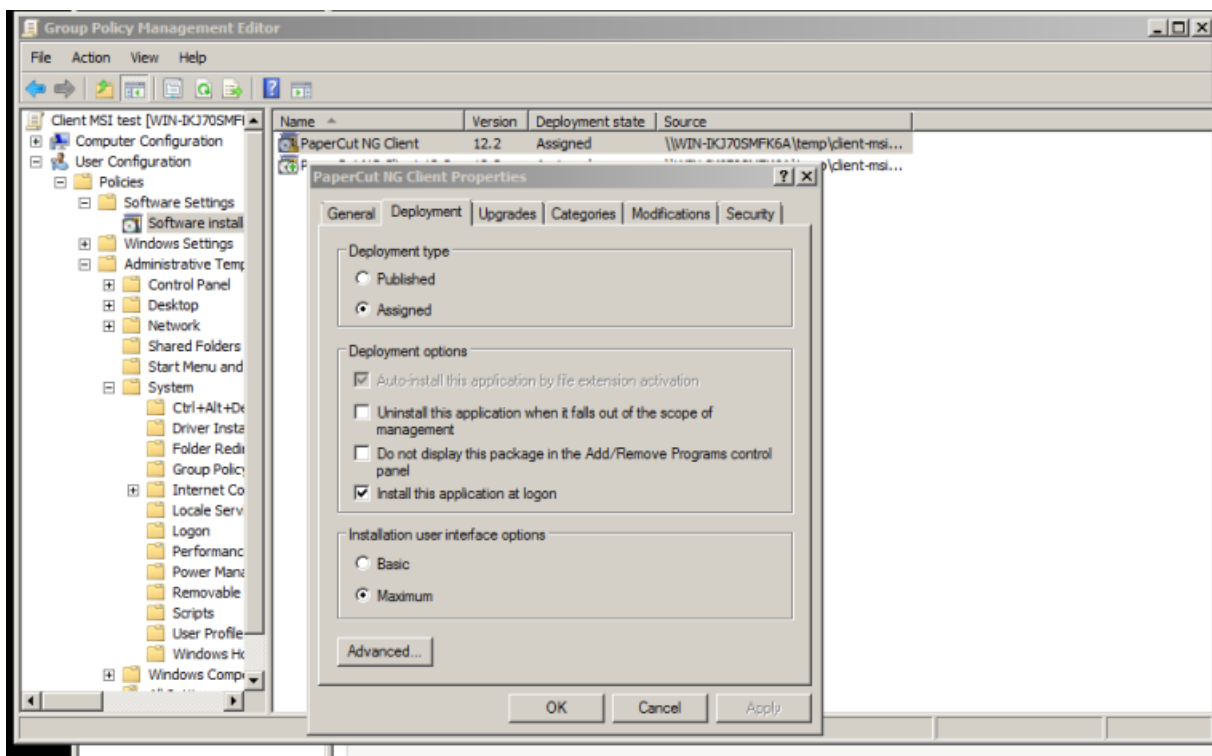 Group Policy Management Editor
File Action View Help
Client MSI test [WIN-IKJ70SMF
Computer Configuration
User Configuration
Policies
Software Settings
Software install
Windows Settings
Administrative Temp
Control Panel
Desktop
Network
Shared Folders
Start Menu and
System
Ctrl+Alt+De
Driver Insta
Folder Redir
Group Policy
Internet Co
Locale Serv
Logon
Performanc
Power Mana
Removable
Scripts
User Profile
Windows Ho
Windows Comp
Name Version Deployment state Source
PaperCut NG Client 12.2 Assigned \\WIN-IKJ70SMFK6A\temp\client-msi...
PaperCut NG Client Properties
General Deployment Upgrades Categories Modifications Security
Deployment type
Published
Assigned
Deployment options
Auto-install this application by file extension activation
Uninstall this application when it falls out of the scope of
management
Do not display this package in the Add/Remove Programs control
panel
Install this application at logon
Installation user interface options
Basic
Maximum
Advanced...
OK Cancel Apply